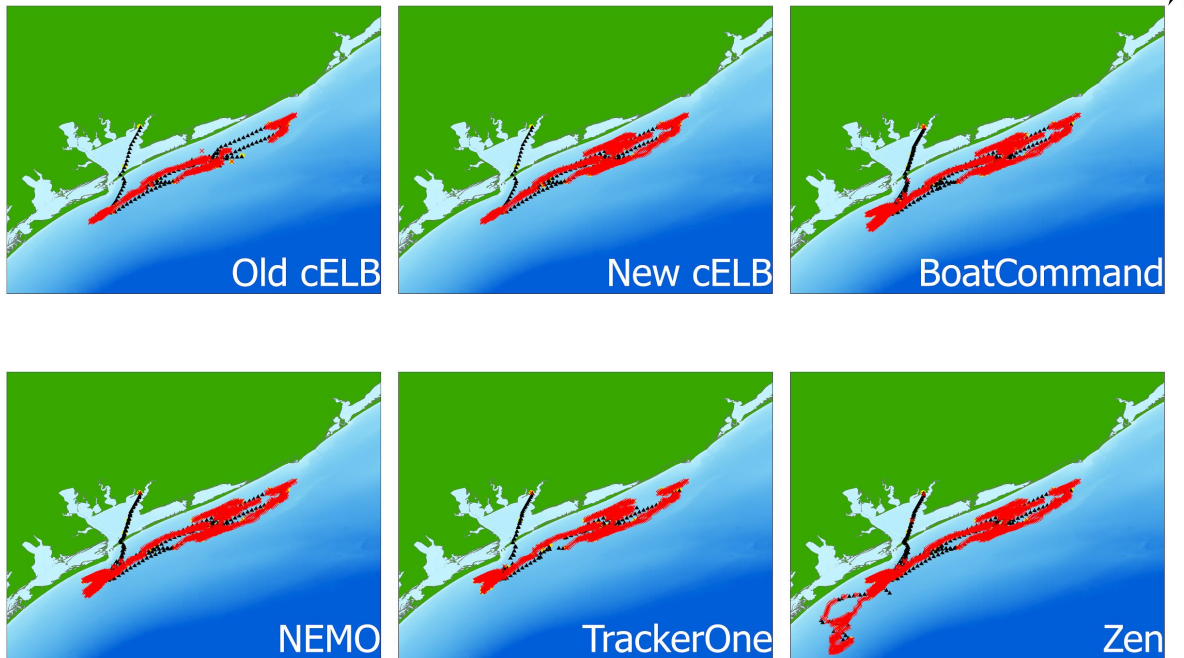 Old cELB
New cELB
BoatCommand
NEMO
TrackerOne
Zen